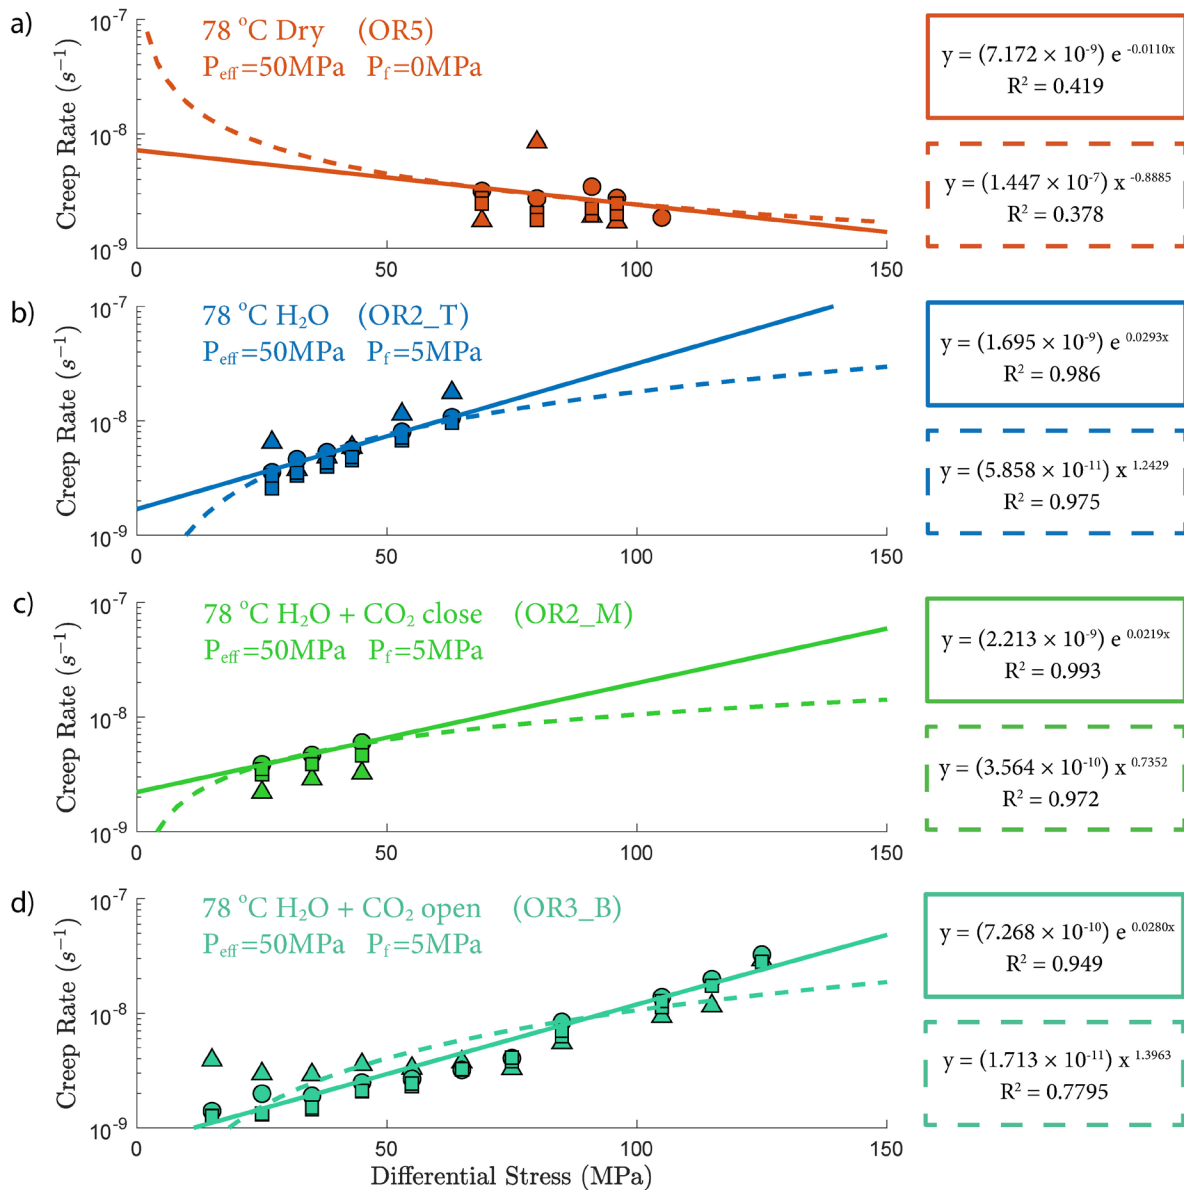 a)
10⁻⁷
10⁻⁸
10⁻⁹
Creep Rate (s⁻¹)
78 °C Dry (OR5)
P_eff=50MPa P_f=0MPa
0 50 100 150
y = (7.172 × 10⁻⁹) e ^-0.0110x
R² = 0.419
y = (1.447 × 10⁻⁷) x ^-0.8885
R² = 0.378
b)
10⁻⁷
10⁻⁸
10⁻⁹
Creep Rate (s⁻¹)
78 °C H₂O (OR2_T)
P_eff=50MPa P_f=5MPa
0 50 100 150
y = (1.695 × 10⁻⁹) e ^0.0293x
R² = 0.986
y = (5.858 × 10⁻¹¹) x ^1.2429
R² = 0.975
c)
10⁻⁷
10⁻⁸
10⁻⁹
Creep Rate (s⁻¹)
78 °C H₂O + CO₂ close (OR2_M)
P_eff=50MPa P_f=5MPa
0 50 100 150
y = (2.213 × 10⁻⁹) e ^0.0219x
R² = 0.993
y = (3.564 × 10⁻¹⁰) x ^0.7352
R² = 0.972
d)
10⁻⁷
10⁻⁸
10⁻⁹
Creep Rate (s⁻¹)
78 °C H₂O + CO₂ open (OR3_B)
P_eff=50MPa P_f=5MPa
0 50 100 150
Differential Stress (MPa)
y = (7.268 × 10⁻¹⁰) e ^0.0280x
R² = 0.949
y = (1.713 × 10⁻¹¹) x ^1.3963
R² = 0.7795